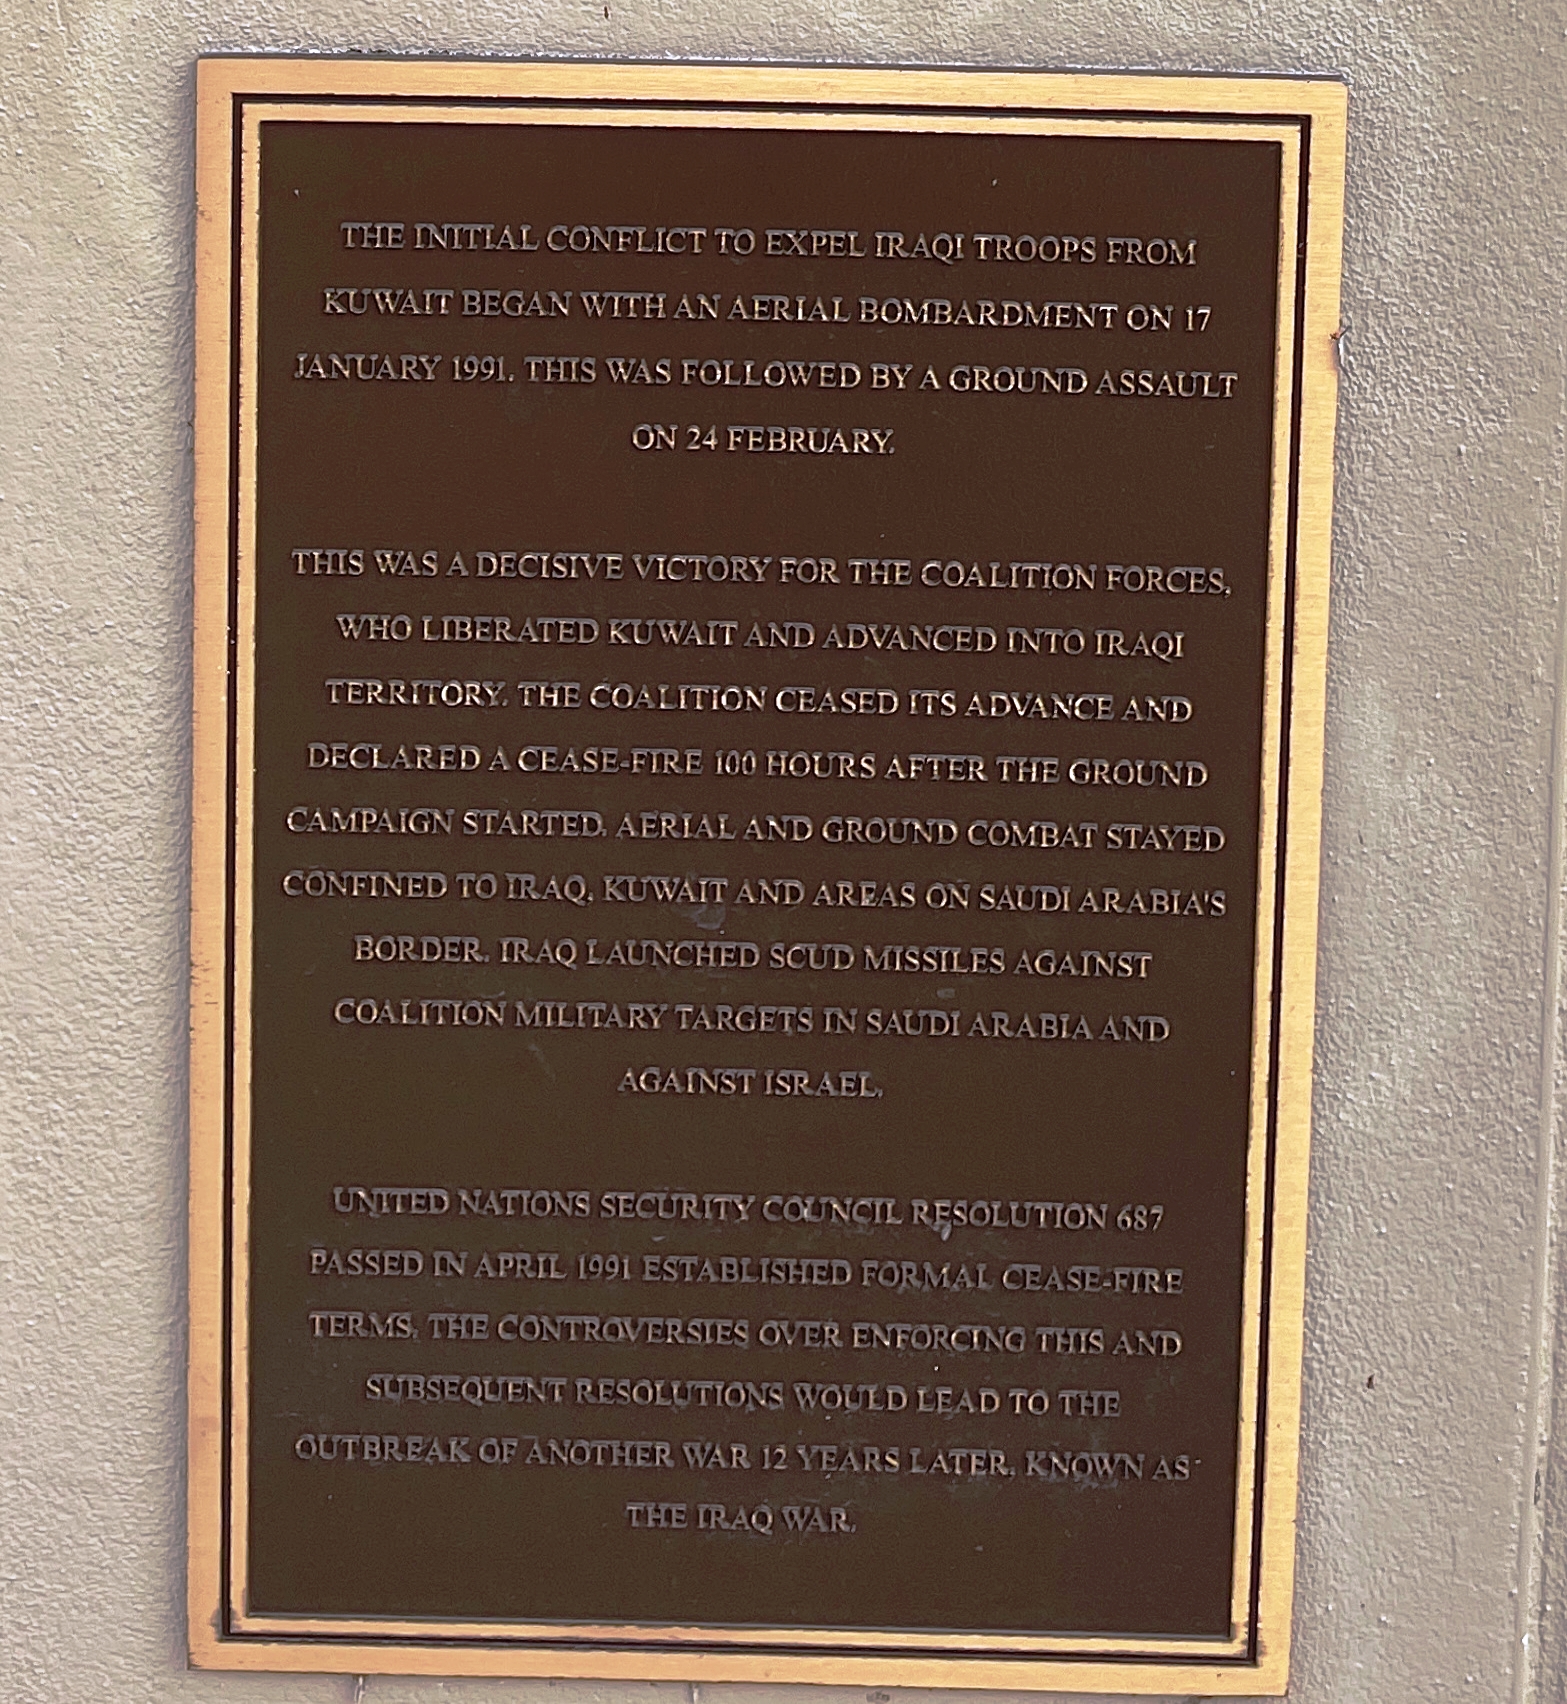 THE INITIAL CONFLICT TO EXPEL IRAQI TROOPS FROM
KUWAIT BEGAN WITH AN AERIAL BOMBARDMENT ON 17
JANUARY 1991. THIS WAS FOLLOWED BY A GROUND ASSAULT
ON 24 FEBRUARY.
THIS WAS A DECISIVE VICTORY FOR THE COALITION FORCES,
WHO LIBERATED KUWAIT AND ADVANCED INTO IRAQI
TERRITORY. THE COALITION CEASED ITS ADVANCE AND
DECLARED A CEASE-FIRE 100 HOURS AFTER THE GROUND
CAMPAIGN STARTED. AERIAL AND GROUND COMBAT STAYED
CONFINED TO IRAQ, KUWAIT AND AREAS ON SAUDI ARABIA'S
BORDER. IRAQ LAUNCHED SCUD MISSILES AGAINST
COALITION MILITARY TARGETS IN SAUDI ARABIA AND
AGAINST ISRAEL.
UNITED NATIONS SECURITY COUNCIL RESOLUTION 687
PASSED IN APRIL 1991 ESTABLISHED FORMAL CEASE-FIRE
TERMS. THE CONTROVERSIES OVER ENFORCING THIS AND
SUBSEQUENT RESOLUTIONS WOULD LEAD TO THE
OUTBREAK OF ANOTHER WAR 12 YEARS LATER, KNOWN AS
THE IRAQ WAR.